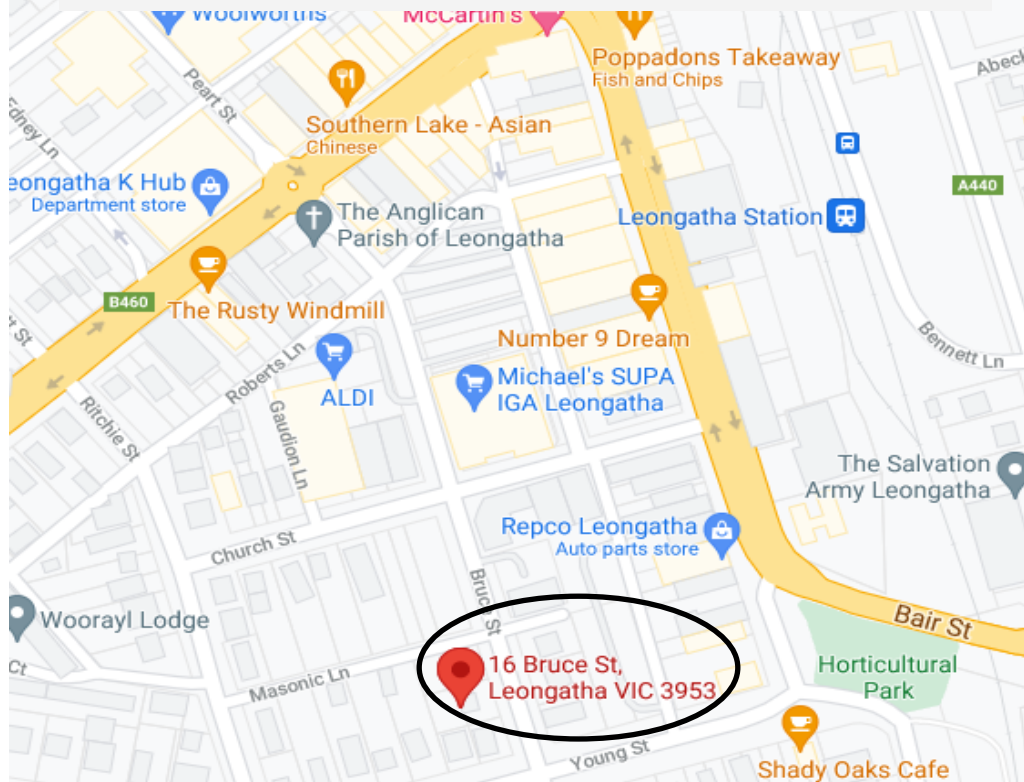 Woolworths
McCartin's
Poppadons Takeaway
Fish and Chips
Peart St
Southern Lake - Asian
Chinese
eongatha K Hub
Department store
The Anglican
Parish of Leongatha
Leongatha Station
A440
B460
The Rusty Windmill
Number 9 Dream
Bennett Ln
Roberts Ln
ALDI
Michael's SUPA
IGA Leongatha
Ritchie St
Gaudion Ln
The Salvation
Army Leongatha
Repco Leongatha
Auto parts store
Church St
Bruce St
Woorayl Lodge
Bair St
16 Bruce St,
Leongatha VIC 3953
Horticultural
Park
Masonic Ln
Ct
Young St
Shady Oaks Cafe